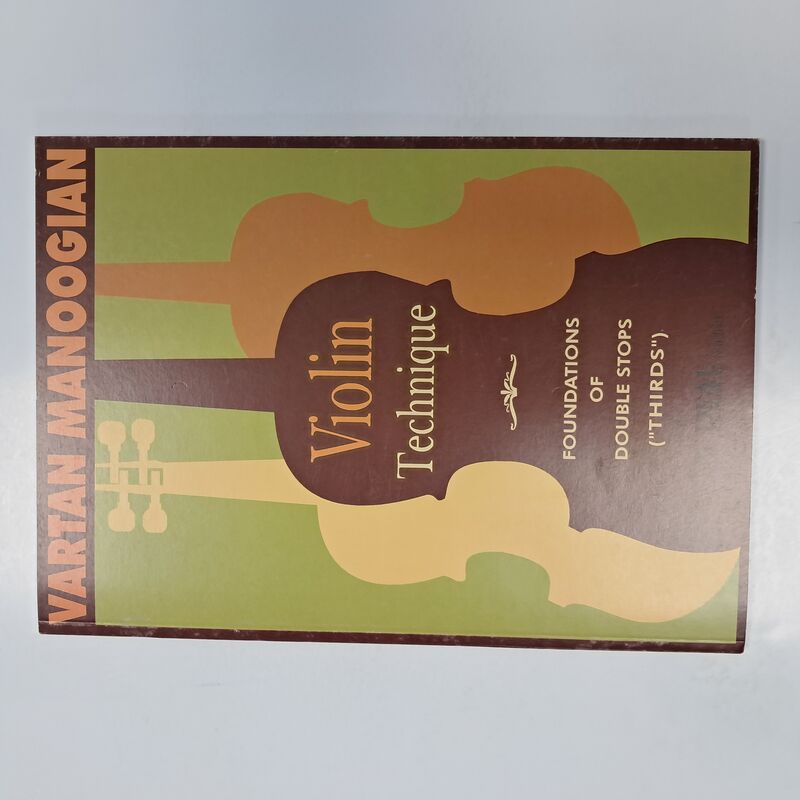 VARTAN MANOOGIAN
Violin
Technique
FOUNDATIONS
OF
DOUBLE STOPS
("THIRDS")